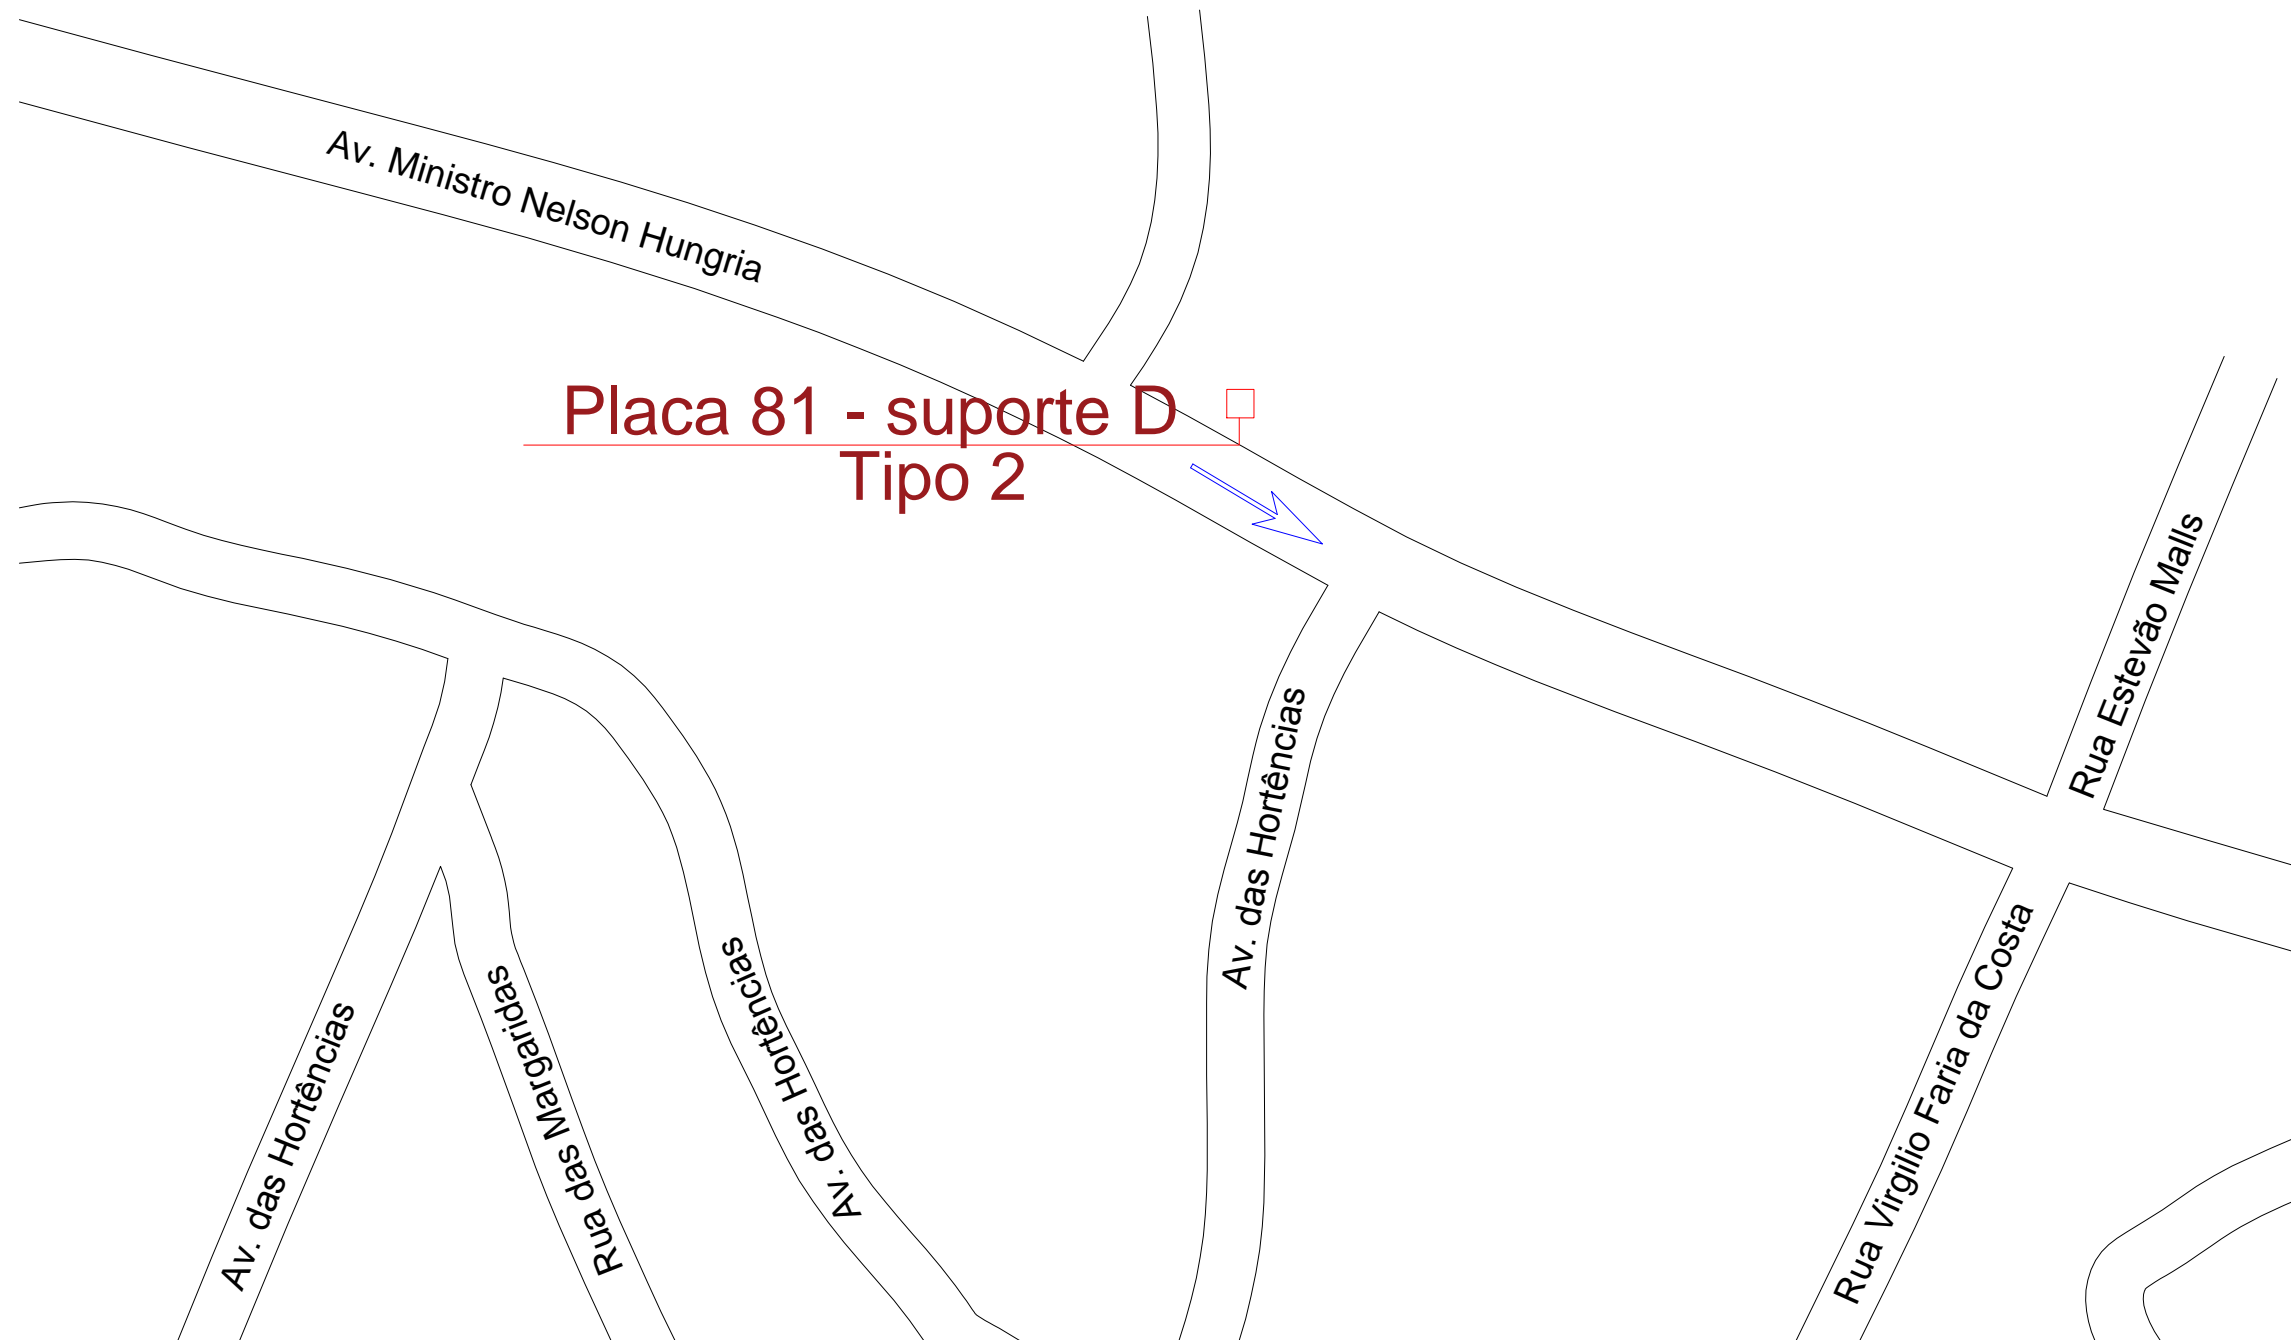 Av. Ministro Nelson Hungria
Placa 81 - suporte D
Tipo 2
Rua Estevão Malls
Av. das Hortências
Av. das Hortências
Rua das Margaridas
Av. das Hortências
Rua Virgilio Faria da Costa